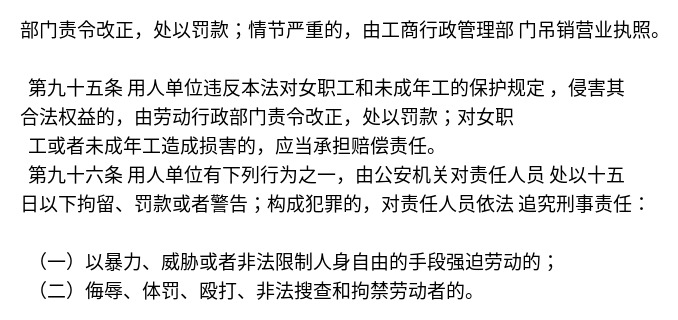 部门责令改正，处以罚款；情节严重的，由工商行政管理部 门吊销营业执照。
第九十五条 用人单位违反本法对女职工和未成年工的保护规定 ，侵害其
合法权益的，由劳动行政部门责令改正，处以罚款；对女职
工或者未成年工造成损害的，应当承担赔偿责任。
第九十六条 用人单位有下列行为之一，由公安机关对责任人员 处以十五
日以下拘留、罚款或者警告；构成犯罪的，对责任人员依法 追究刑事责任：
（一）以暴力、威胁或者非法限制人身自由的手段强迫劳动的；
（二）侮辱、体罚、殴打、非法搜查和拘禁劳动者的。